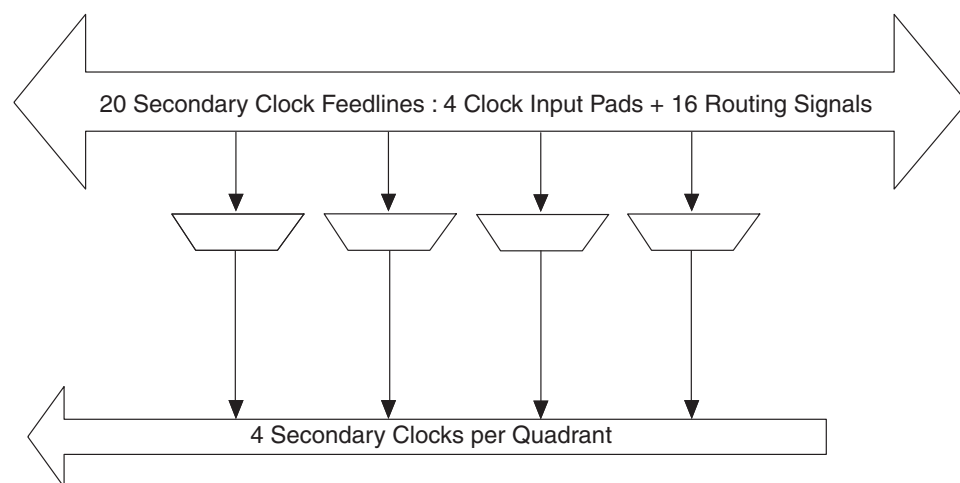 20 Secondary Clock Feedlines : 4 Clock Input Pads + 16 Routing Signals
4 Secondary Clocks per Quadrant